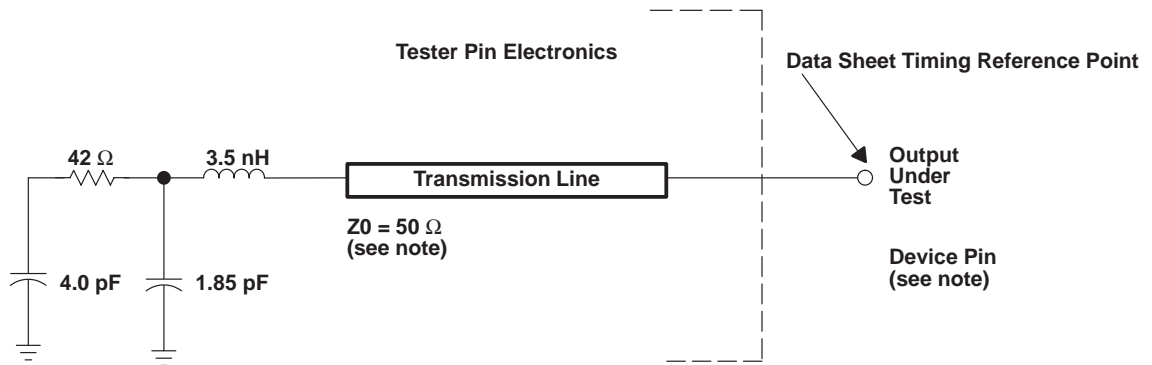 Tester Pin Electronics
Data Sheet Timing Reference Point
42 Ω
3.5 nH
Transmission Line
Output
Under
Test
Z0 = 50 Ω
(see note)
Device Pin
(see note)
4.0 pF
1.85 pF